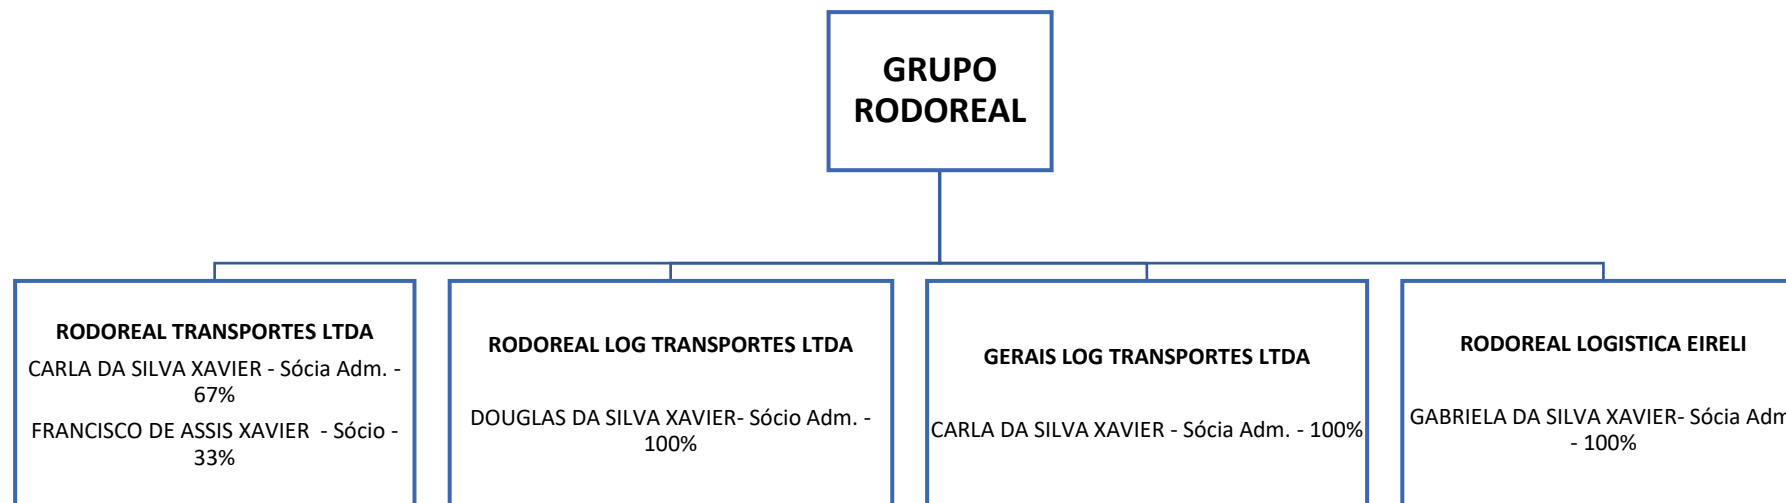 GRUPO
RODOREAL
RODOREAL TRANSPORTES LTDA
CARLA DA SILVA XAVIER - Sócia Adm. -
67%
FRANCISCO DE ASSIS XAVIER  - Sócio -
33%
RODOREAL LOG TRANSPORTES LTDA
DOUGLAS DA SILVA XAVIER- Sócio Adm. -
100%
GERAIS LOG TRANSPORTES LTDA
CARLA DA SILVA XAVIER - Sócia Adm. - 100%
RODOREAL LOGISTICA EIRELI
GABRIELA DA SILVA XAVIER- Sócia Adm
- 100%